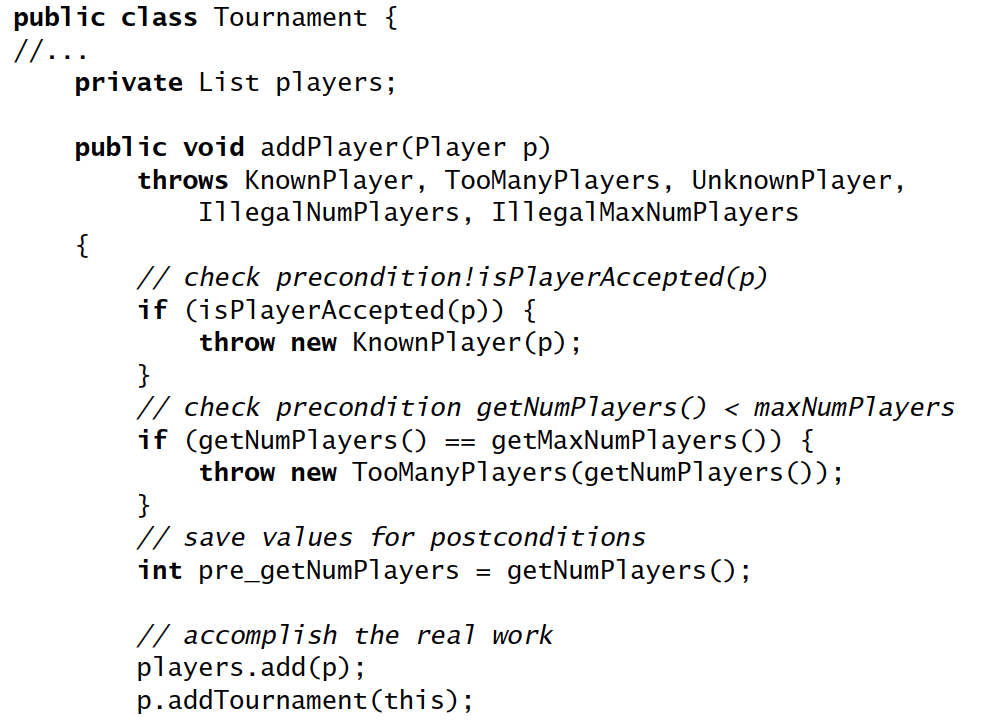 public class Tournament {
//...
    private List players;

    public void addPlayer(Player p)
        throws KnownPlayer, TooManyPlayers, UnknownPlayer,
            IllegalNumPlayers, IllegalMaxNumPlayers
    {
        // check precondition!isPlayerAccepted(p)
        if (isPlayerAccepted(p)) {
            throw new KnownPlayer(p);
        }
        // check precondition getNumPlayers() < maxNumPlayers
        if (getNumPlayers() == getMaxNumPlayers()) {
            throw new TooManyPlayers(getNumPlayers());
        }
        // save values for postconditions
        int pre_getNumPlayers = getNumPlayers();

        // accomplish the real work
        players.add(p);
        p.addTournament(this);